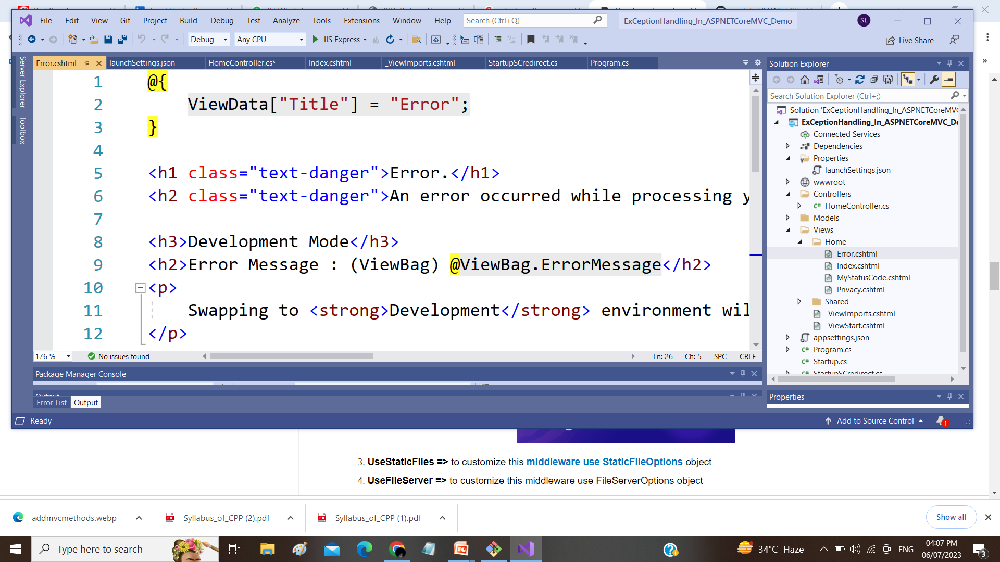 File Edit View Git Project Build Debug Test Analyze Tools Extensions Window Help Search (Ctrl+Q) ExCeptionHandling_In_ASPNETCoreMVC_Demo SL
Debug Any CPU IIS Express Live Share
Server Explorer
Toolbox
Error.cshtml launchSettings.json HomeController.cs* Index.cshtml _ViewImports.cshtml StartupSCredirect.cs Program.cs
1 @{
2 ViewData["Title"] = "Error";
3 }
4
5 <h1 class="text-danger">Error.</h1>
6 <h2 class="text-danger">An error occurred while processing y
7
8 <h3>Development Mode</h3>
9 <h2>Error Message : (ViewBag) @ViewBag.ErrorMessage</h2>
10 <p>
11 Swapping to <strong>Development</strong> environment wil
12 </p>
176 % No issues found Ln: 26 Ch: 5 SPC CRLF
Package Manager Console
Output
Error List Output
Ready
Solution Explorer
Search Solution Explorer (Ctrl+;)
Solution 'ExCeptionHandling_In_ASPNETCoreMVC
ExCeptionHandling_In_ASPNETCoreMVC_De
Connected Services
Dependencies
Properties
launchSettings.json
wwwroot
Controllers
C# HomeController.cs
Models
Views
Home
Error.cshtml
Index.cshtml
MyStatusCode.cshtml
Privacy.cshtml
Shared
_ViewImports.cshtml
_ViewStart.cshtml
appsettings.json
C# Program.cs
C# Startup.cs
C# StartupSCredirect.cs
Properties
Add to Source Control 1
3. UseStaticFiles => to customize this middleware use StaticFileOptions object
4. UseFileServer => to customize this middleware use FileServerOptions object
addmvcmethods.webp Syllabus_of_CPP (2).pdf Syllabus_of_CPP (1).pdf Show all
Type here to search 34°C Haze ENG 04:07 PM
06/07/2023 3